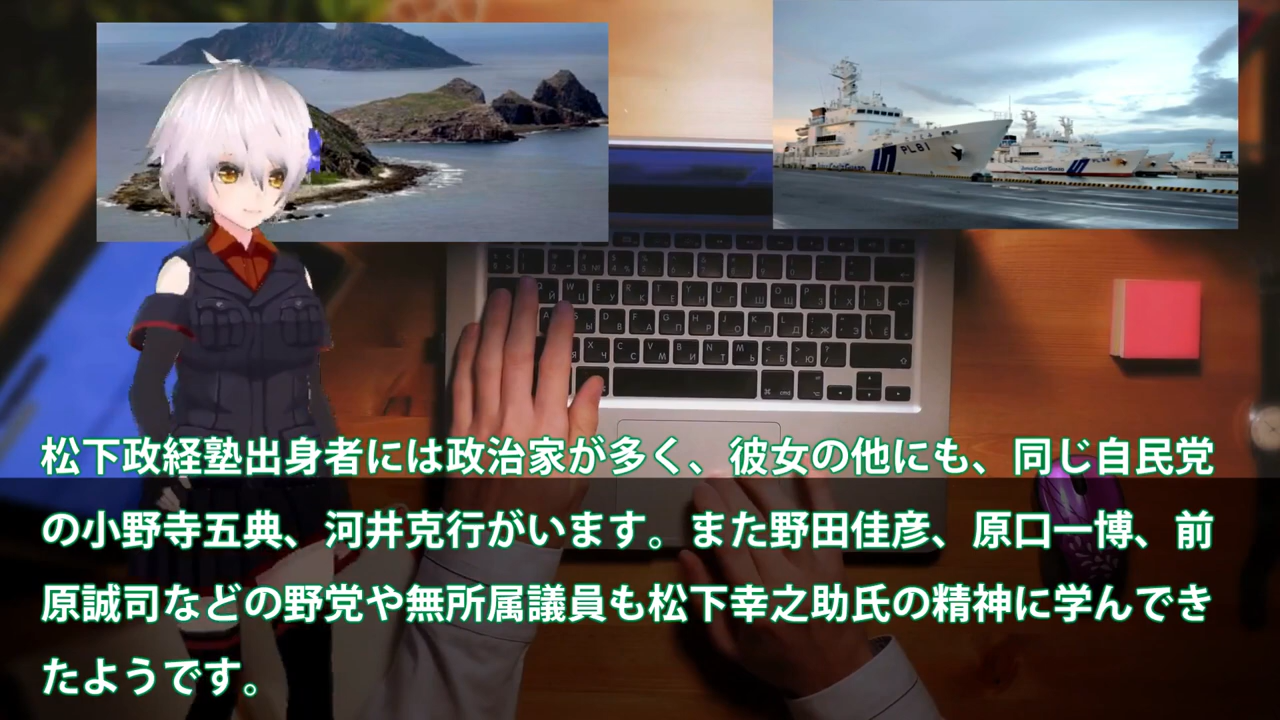 PL81
Japan Coast Guard
松下政経塾出身者には政治家が多く、彼女の他にも、同じ自民党
の小野寺五典、河井克行がいます。また野田佳彦、原口一博、前
原誠司などの野党や無所属議員も松下幸之助氏の精神に学んでき
たようです。